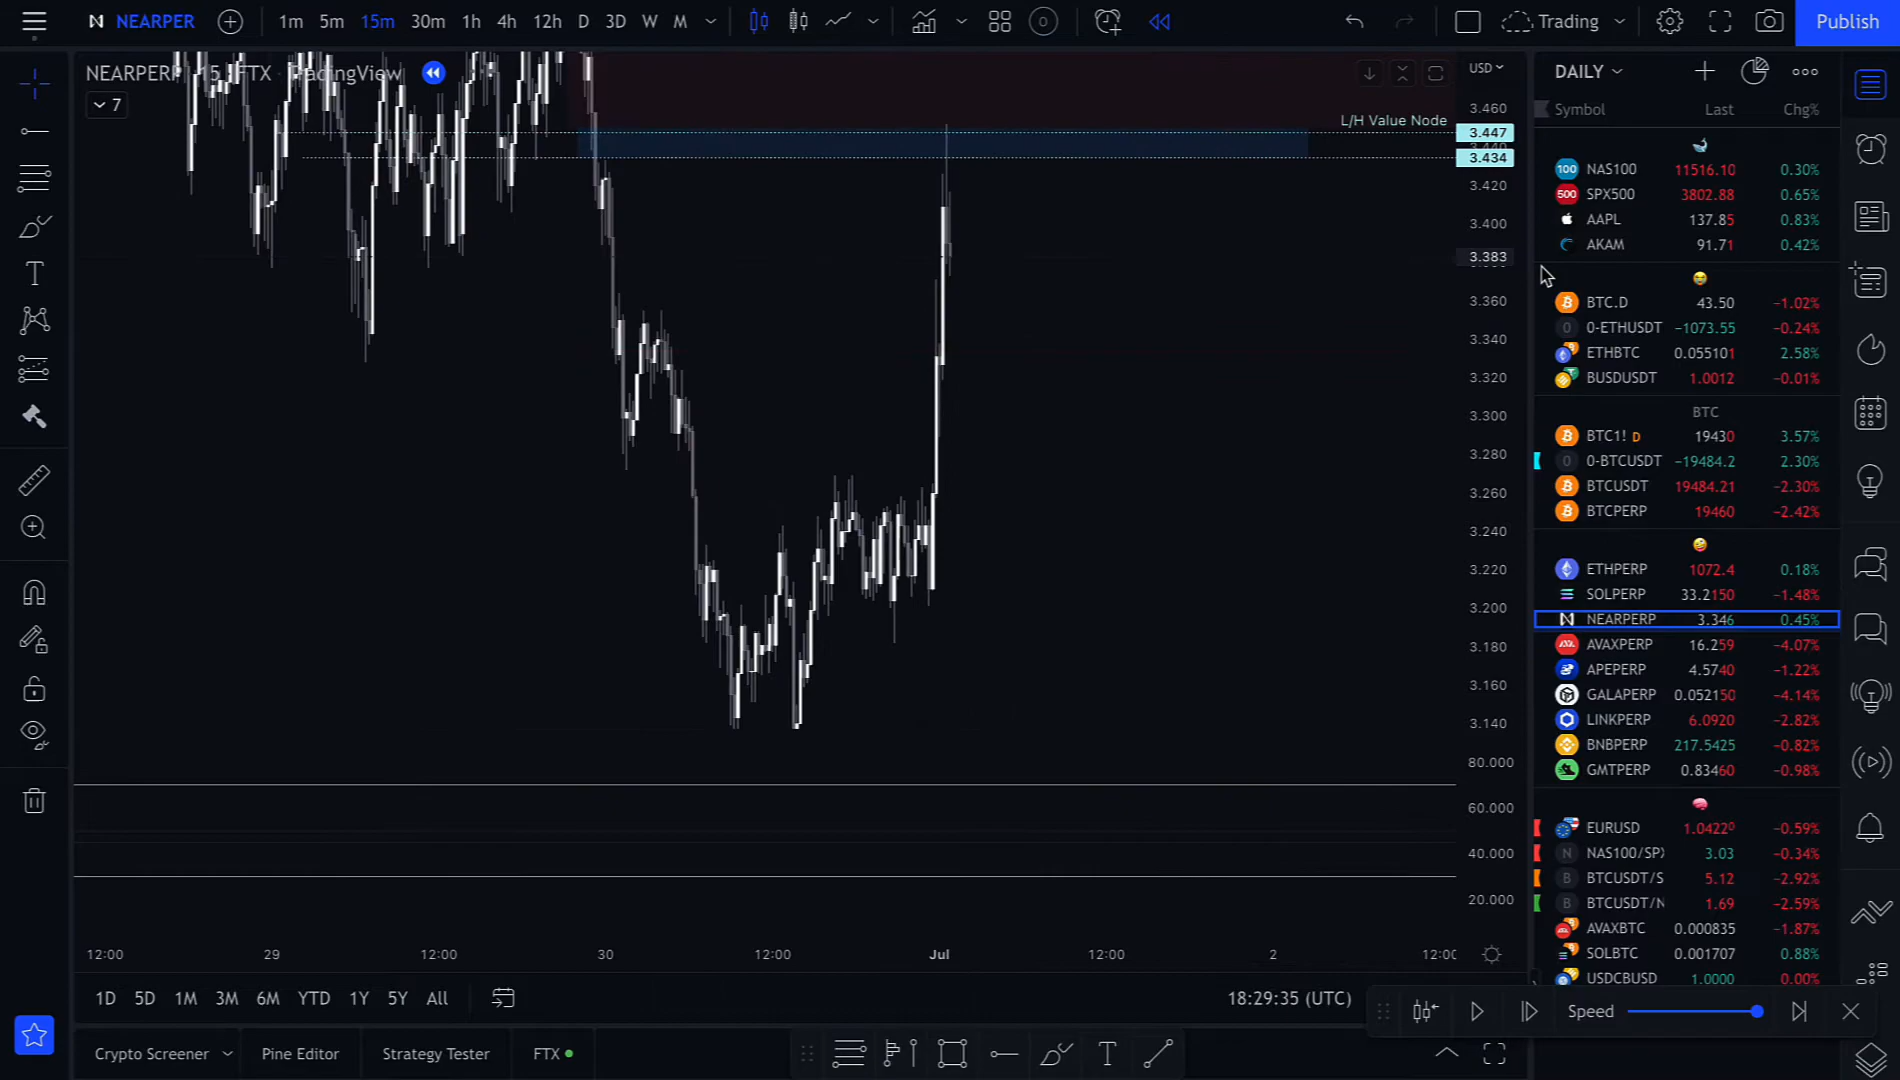 NEARPERP
1m 5m 15m 30m 1h 4h 12h D 3D W M
Trading
Publish
NEARPERP 15 FTX TradingView
7
USD
L/H Value Node
3.460
3.447
3.434
3.420
3.400
3.383
3.360
3.340
3.320
3.300
3.280
3.260
3.240
3.220
3.200
3.180
3.160
3.140
80.000
60.000
40.000
20.000
12:00 29 12:00 30 12:00 Jul 12:00 2
1D 5D 1M 3M 6M YTD 1Y 5Y All
18:29:35 (UTC)
Crypto Screener Pine Editor Strategy Tester FTX
Speed
DAILY
Symbol Last Chg%
NAS100 11516.10 0.30%
SPX500 3802.88 0.65%
AAPL 137.85 0.83%
AKAM 91.71 0.42%
BTC.D 43.50 −1.02%
0-ETHUSDT −1073.55 −0.24%
ETHBTC 0.055101 2.58%
BUSDUSDT 1.0012 −0.01%
BTC
BTC1! D 19430 3.57%
0-BTCUSDT −19484.2 2.30%
BTCUSDT 19484.21 −2.30%
BTCPERP 19460 −2.42%
ETHPERP 1072.4 0.18%
SOLPERP 33.2150 −1.48%
NEARPERP 3.346 0.45%
AVAXPERP 16.259 −4.07%
APEPERP 4.5740 −1.22%
GALAPERP 0.052150 −4.14%
LINKPERP 6.0920 −2.82%
BNBPERP 217.5425 −0.82%
GMTPERP 0.83460 −0.98%
EURUSD 1.04220 −0.59%
NAS100/SP 3.03 −0.34%
BTCUSDT/S 5.12 −2.92%
BTCUSDT/N 1.69 −2.59%
AVAXBTC 0.000835 −1.87%
SOLBTC 0.001707 0.88%
USDCBUSD 1.0000 0.00%